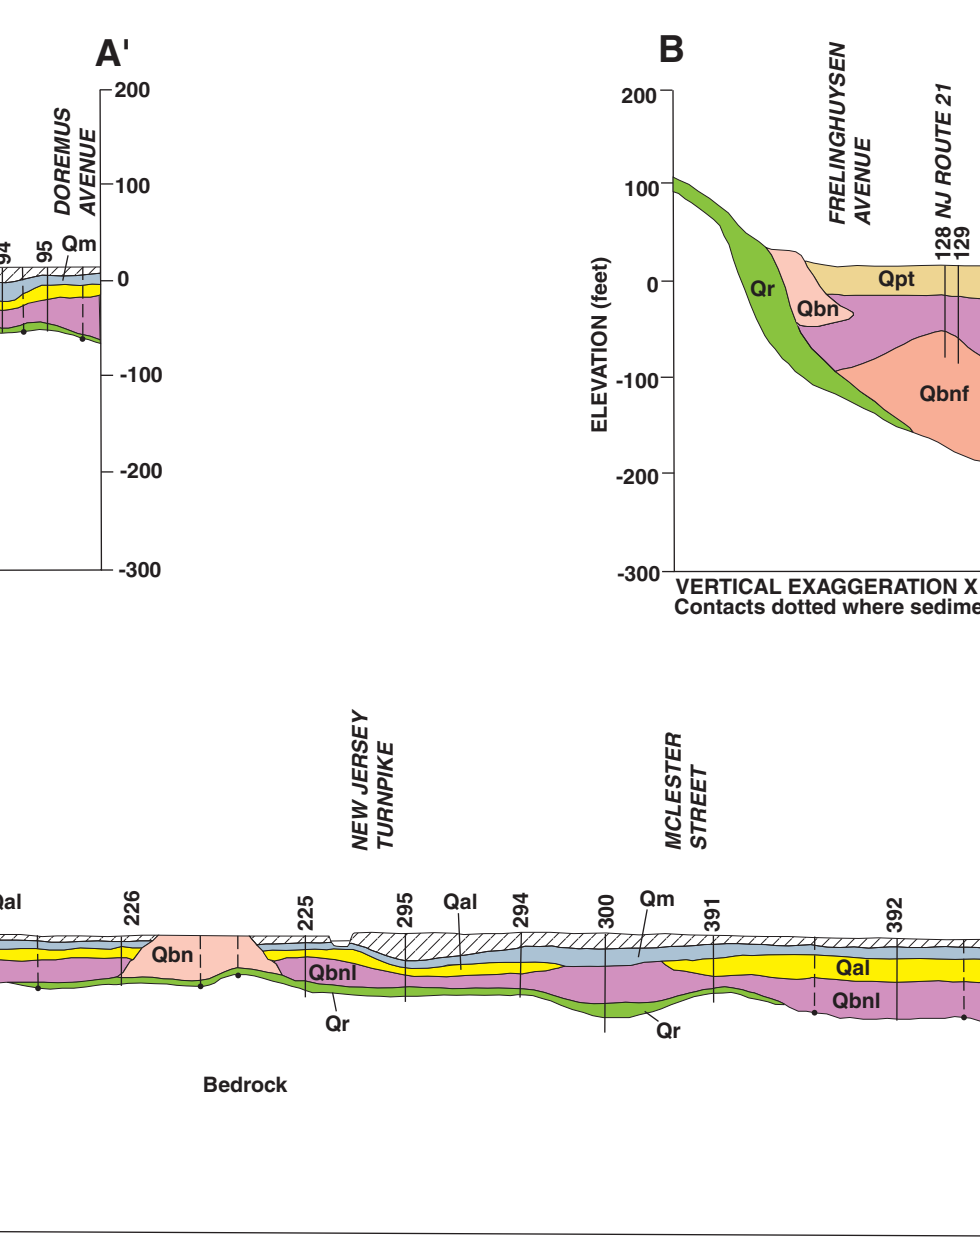 A'
200
100
0
-100
-200
-300
DOREMUS
AVENUE
94
95
Qm
B
200
100
0
-100
-200
-300
ELEVATION (feet)
FRELINGHUYSEN
AVENUE
NJ ROUTE 21
128
129
Qr
Qbn
Qpt
Qbnf
VERTICAL EXAGGERATION X
Contacts dotted where sedime
NEW JERSEY
TURNPIKE
MCLESTER
STREET
Qal
226
225
295
Qal
294
300
Qm
391
392
Qbn
Qbnl
Qal
Qbnl
Qr
Qr
Bedrock